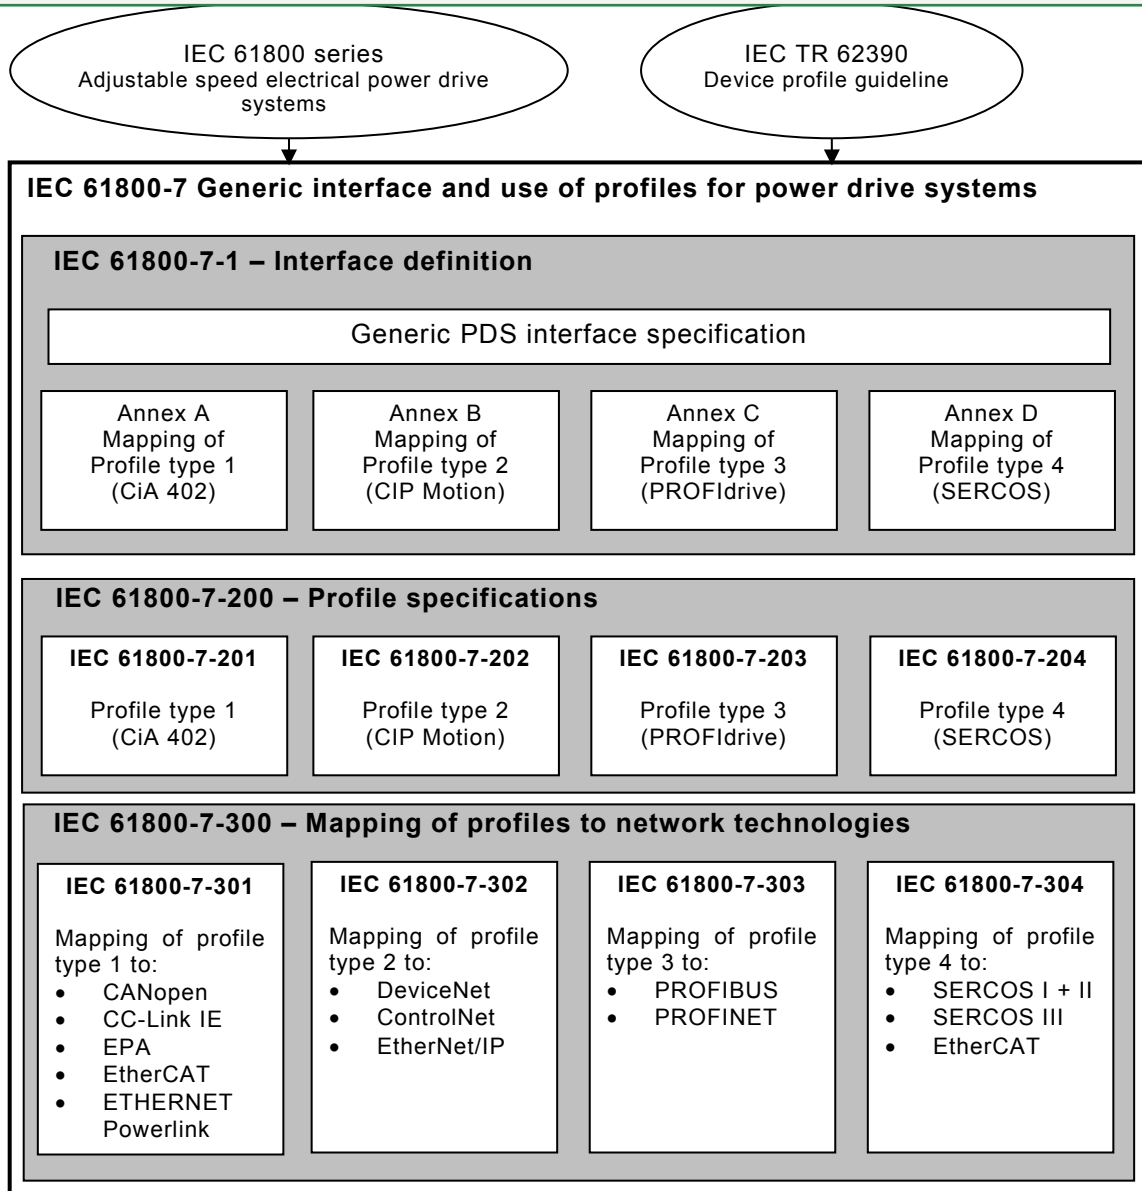 IEC 61800 series
Adjustable speed electrical power drive
systems
IEC TR 62390
Device profile guideline
IEC 61800-7 Generic interface and use of profiles for power drive systems
IEC 61800-7-1 – Interface definition
Generic PDS interface specification
Annex A
Mapping of
Profile type 1
(CiA 402)
Annex B
Mapping of
Profile type 2
(CIP Motion)
Annex C
Mapping of
Profile type 3
(PROFIdrive)
Annex D
Mapping of
Profile type 4
(SERCOS)
IEC 61800-7-200 – Profile specifications
IEC 61800-7-201
Profile type 1
(CiA 402)
IEC 61800-7-202
Profile type 2
(CIP Motion)
IEC 61800-7-203
Profile type 3
(PROFIdrive)
IEC 61800-7-204
Profile type 4
(SERCOS)
IEC 61800-7-300 – Mapping of profiles to network technologies
IEC 61800-7-301
Mapping of profile
type 1 to:
• CANopen
• CC-Link IE
• EPA
• EtherCAT
• ETHERNET
Powerlink
IEC 61800-7-302
Mapping of profile
type 2 to:
• DeviceNet
• ControlNet
• EtherNet/IP
IEC 61800-7-303
Mapping of profile
type 3 to:
• PROFIBUS
• PROFINET
IEC 61800-7-304
Mapping of profile
type 4 to:
• SERCOS I + II
• SERCOS III
• EtherCAT